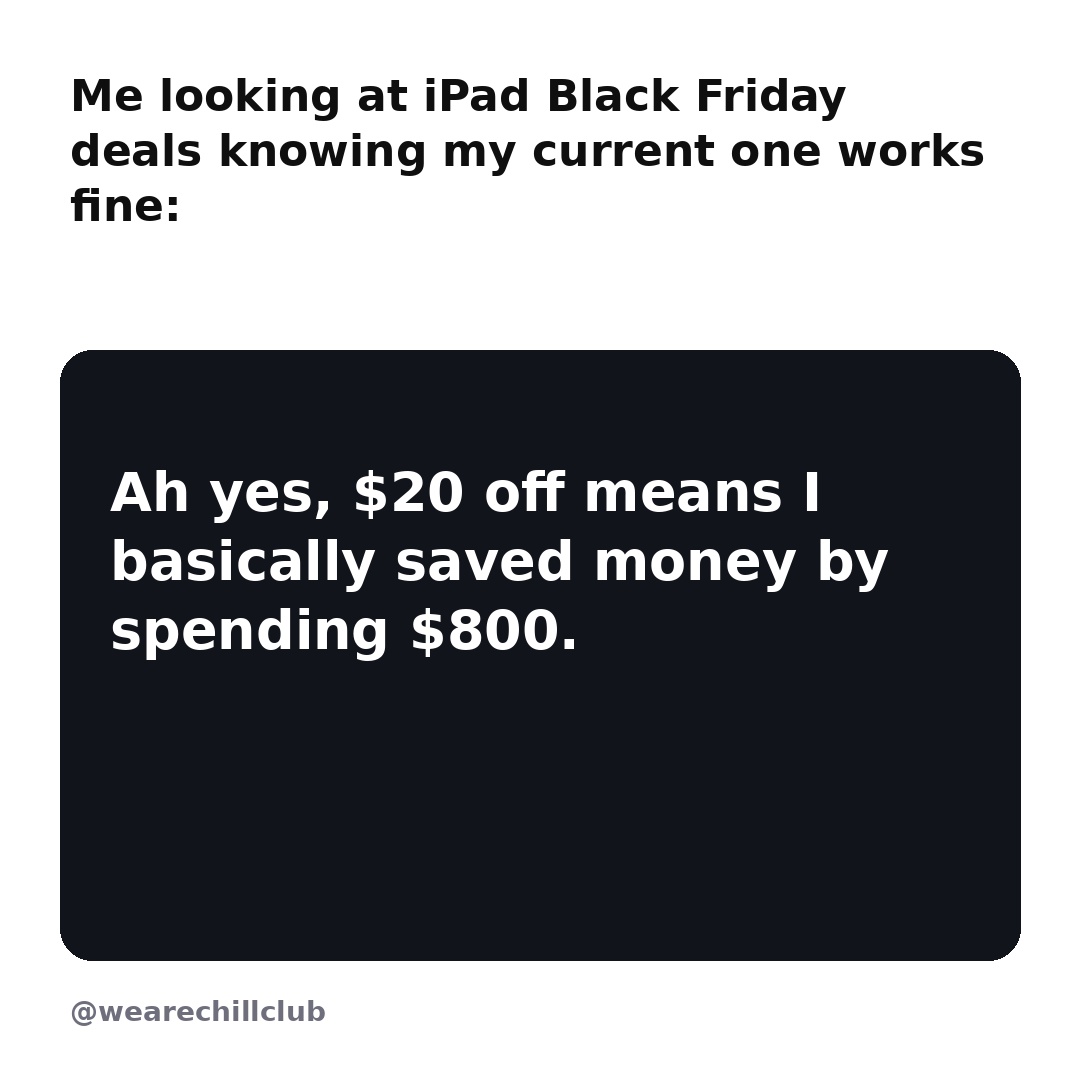 Me looking at iPad Black Friday
deals knowing my current one works
fine:
Ah yes, $20 off means I
basically saved money by
spending $800.
@wearechillclub